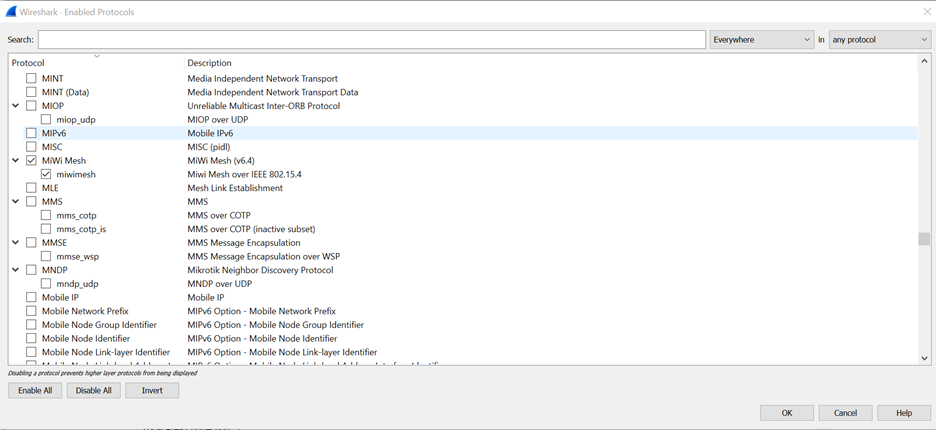 Wireshark · Enabled Protocols
Search: Everywhere in any protocol
Protocol Description
MINT Media Independent Network Transport
MINT (Data) Media Independent Network Transport Data
MIOP Unreliable Multicast Inter-ORB Protocol
miop_udp MIOP over UDP
MIPv6 Mobile IPv6
MISC MISC (pidl)
MiWi Mesh MiWi Mesh (v6.4)
miwimesh Miwi Mesh over IEEE 802.15.4
MLE Mesh Link Establishment
MMS MMS
mms_cotp MMS over COTP
mms_cotp_is MMS over COTP (inactive subset)
MMSE MMS Message Encapsulation
mmse_wsp MMS Message Encapsulation over WSP
MNDP Mikrotik Neighbor Discovery Protocol
mndp_udp MNDP over UDP
Mobile IP Mobile IP
Mobile Network Prefix MIPv6 Option - Mobile Network Prefix
Mobile Node Group Identifier MIPv6 Option - Mobile Node Group Identifier
Mobile Node Identifier MIPv6 Option - Mobile Node Identifier
Mobile Node Link-layer Identifier MIPv6 Option - Mobile Node Link-layer Identifier
Disabling a protocol prevents higher layer protocols from being displayed
Enable All Disable All Invert
OK Cancel Help